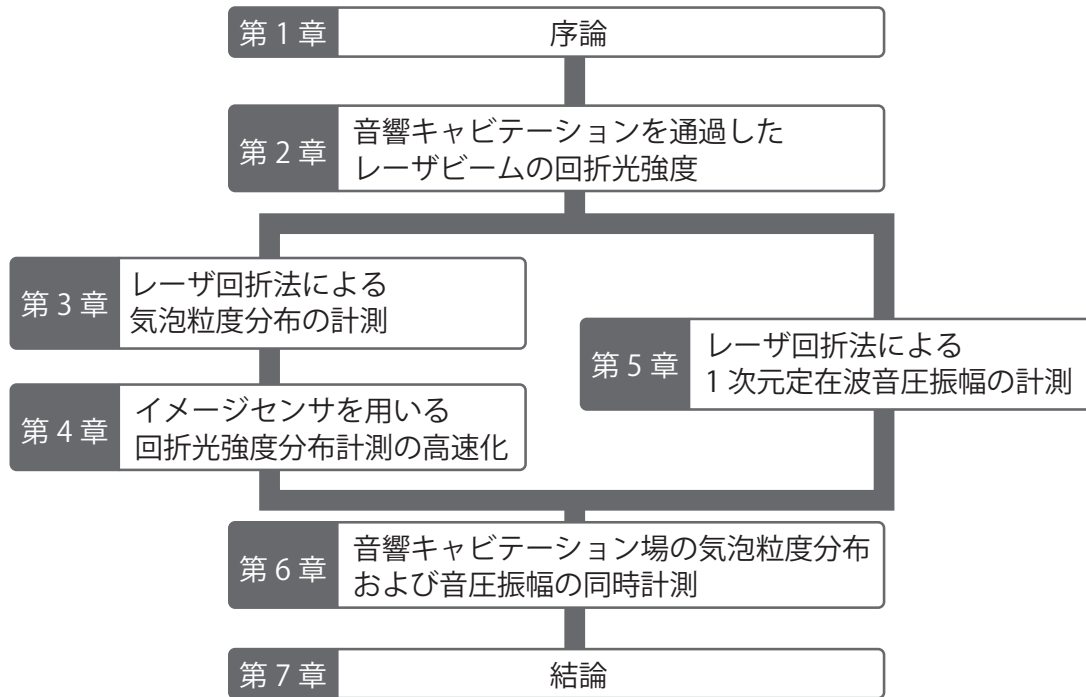 第 1 章 序論
第 2 章 音響キャビテーションを通過した
レーザビームの回折光強度
第 3 章 レーザ回折法による
気泡粒度分布の計測
第 4 章 イメージセンサを用いる
回折光強度分布計測の高速化
第 5 章 レーザ回折法による
1 次元定在波音圧振幅の計測
第 6 章 音響キャビテーション場の気泡粒度分布
および音圧振幅の同時計測
第 7 章 結論